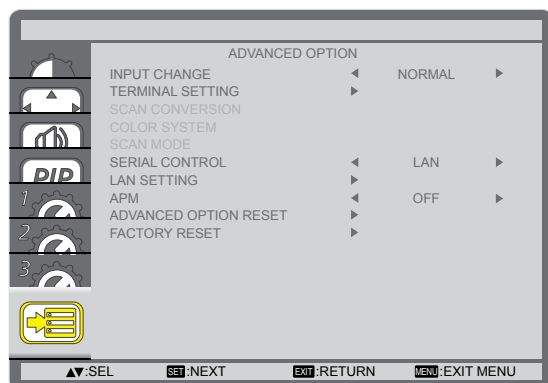 ADVANCED OPTION
INPUT CHANGE ◀ NORMAL ▶
TERMINAL SETTING ▶
SCAN CONVERSION
COLOR SYSTEM
SCAN MODE
SERIAL CONTROL ◀ LAN ▶
LAN SETTING ▶
APM ◀ OFF ▶
ADVANCED OPTION RESET ▶
FACTORY RESET ▶
PIP
1
2
3
▲▼:SEL SET:NEXT EXIT:RETURN MENU:EXIT MENU